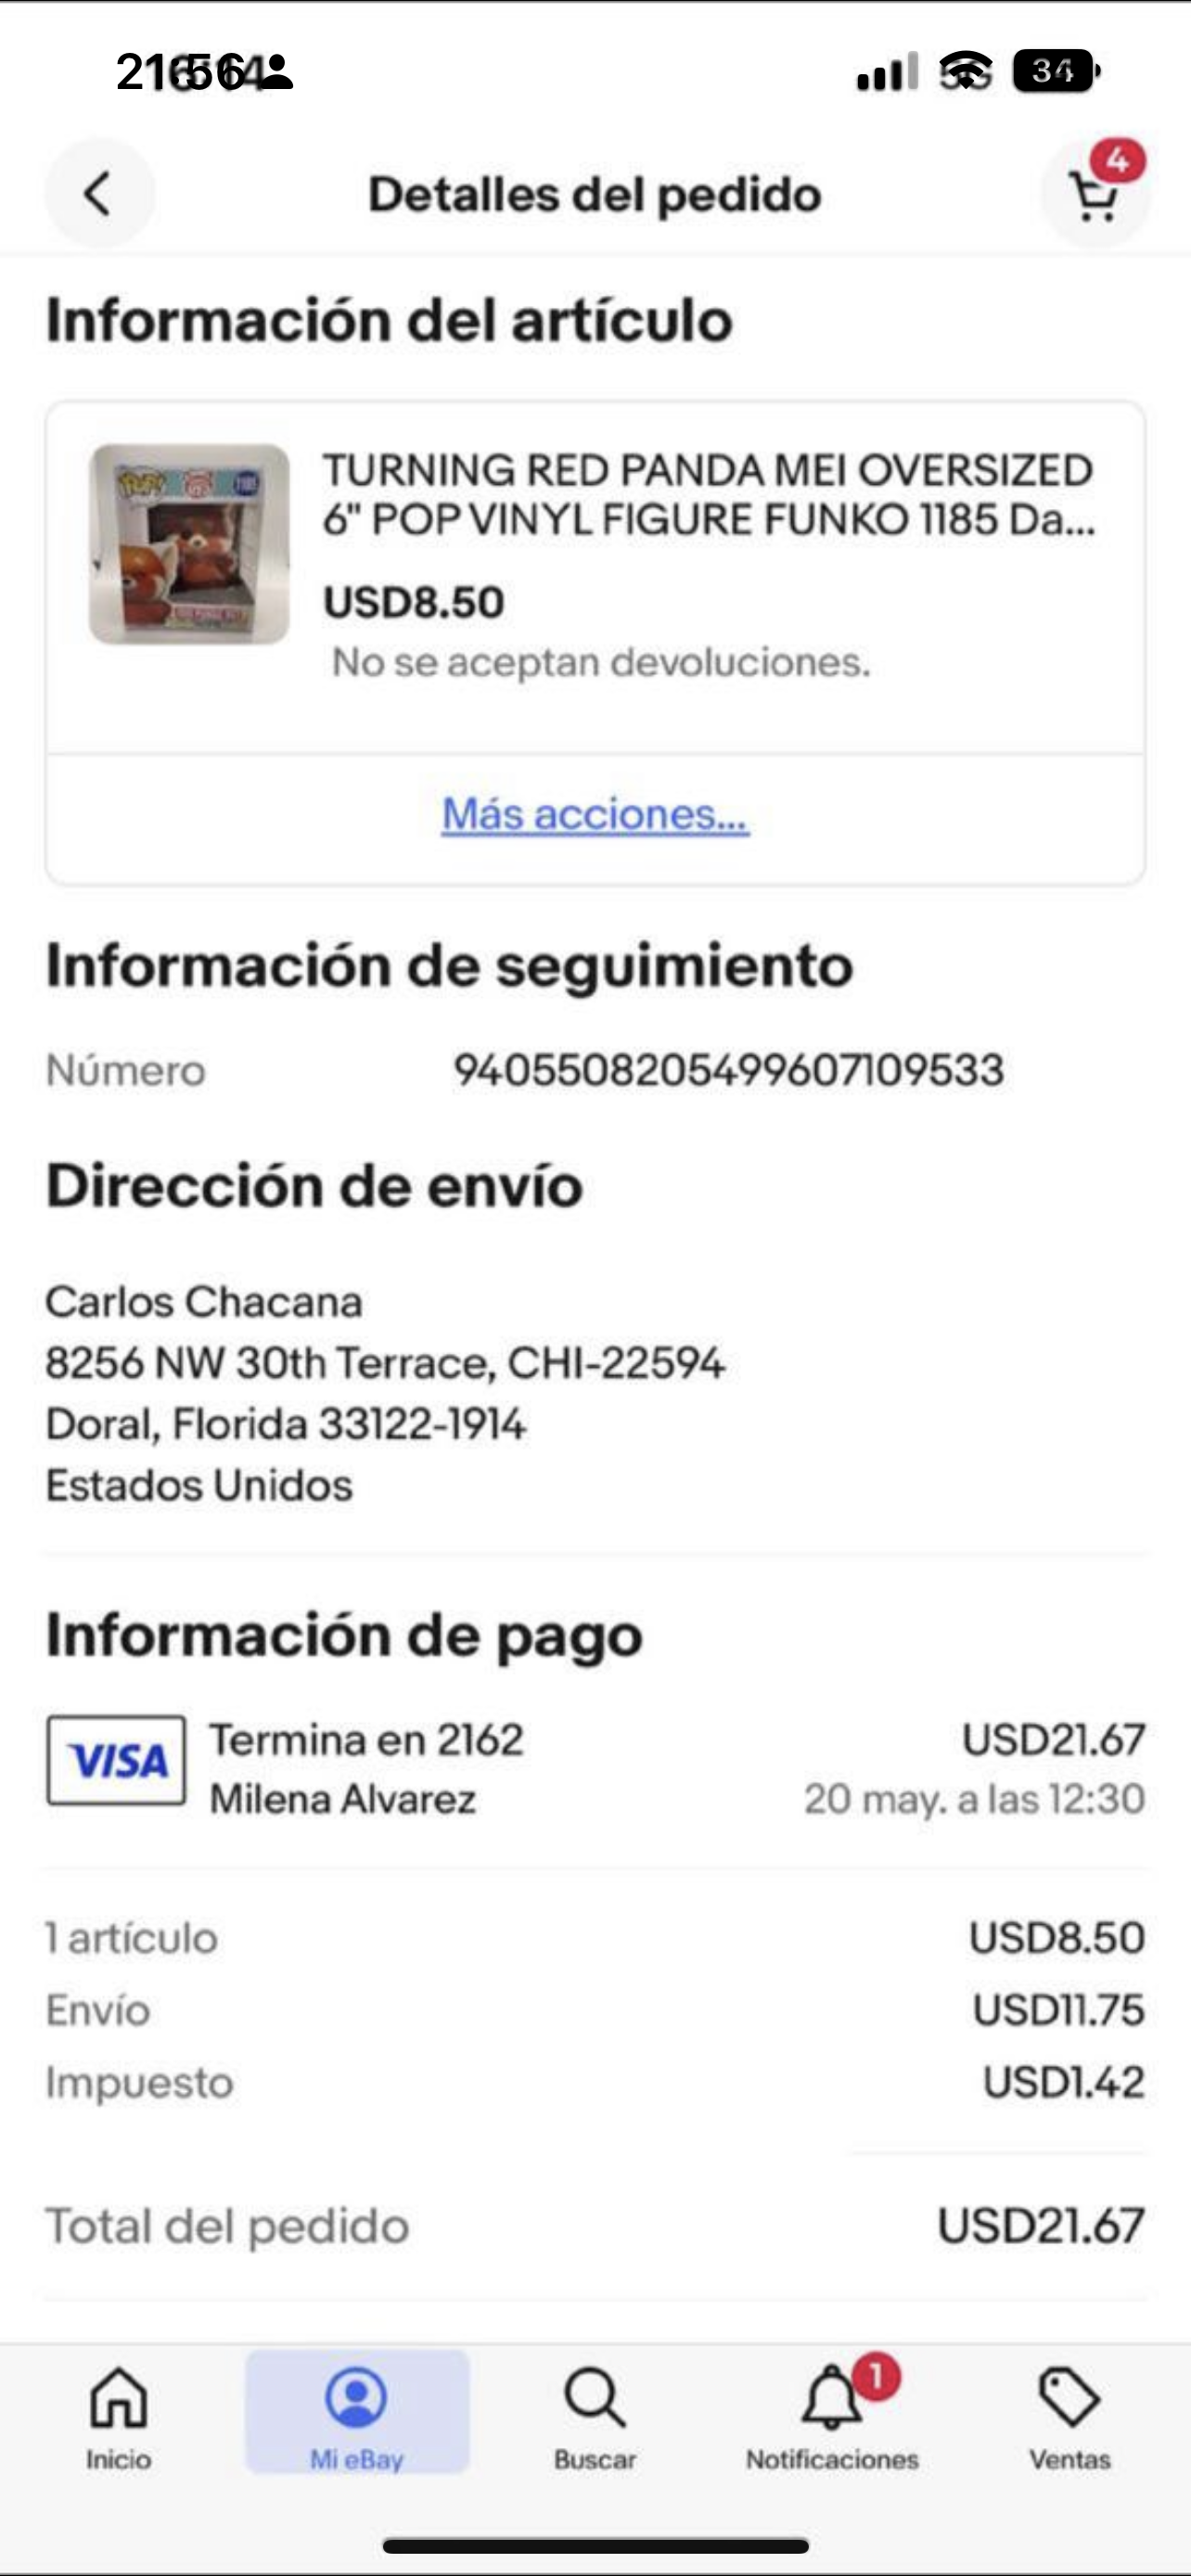 34
Detalles del pedido
4
Información del artículo
TURNING RED PANDA MEI OVERSIZED
6" POP VINYL FIGURE FUNKO 1185 Da...
USD8.50
No se aceptan devoluciones.
Más acciones...
Información de seguimiento
Número 9405508205499607109533
Dirección de envío
Carlos Chacana
8256 NW 30th Terrace, CHI-22594
Doral, Florida 33122-1914
Estados Unidos
Información de pago
VISA Termina en 2162 USD21.67
Milena Alvarez 20 may. a las 12:30
1 artículo USD8.50
Envío USD11.75
Impuesto USD1.42
Total del pedido USD21.67
1
Inicio Mi eBay Buscar Notificaciones Ventas